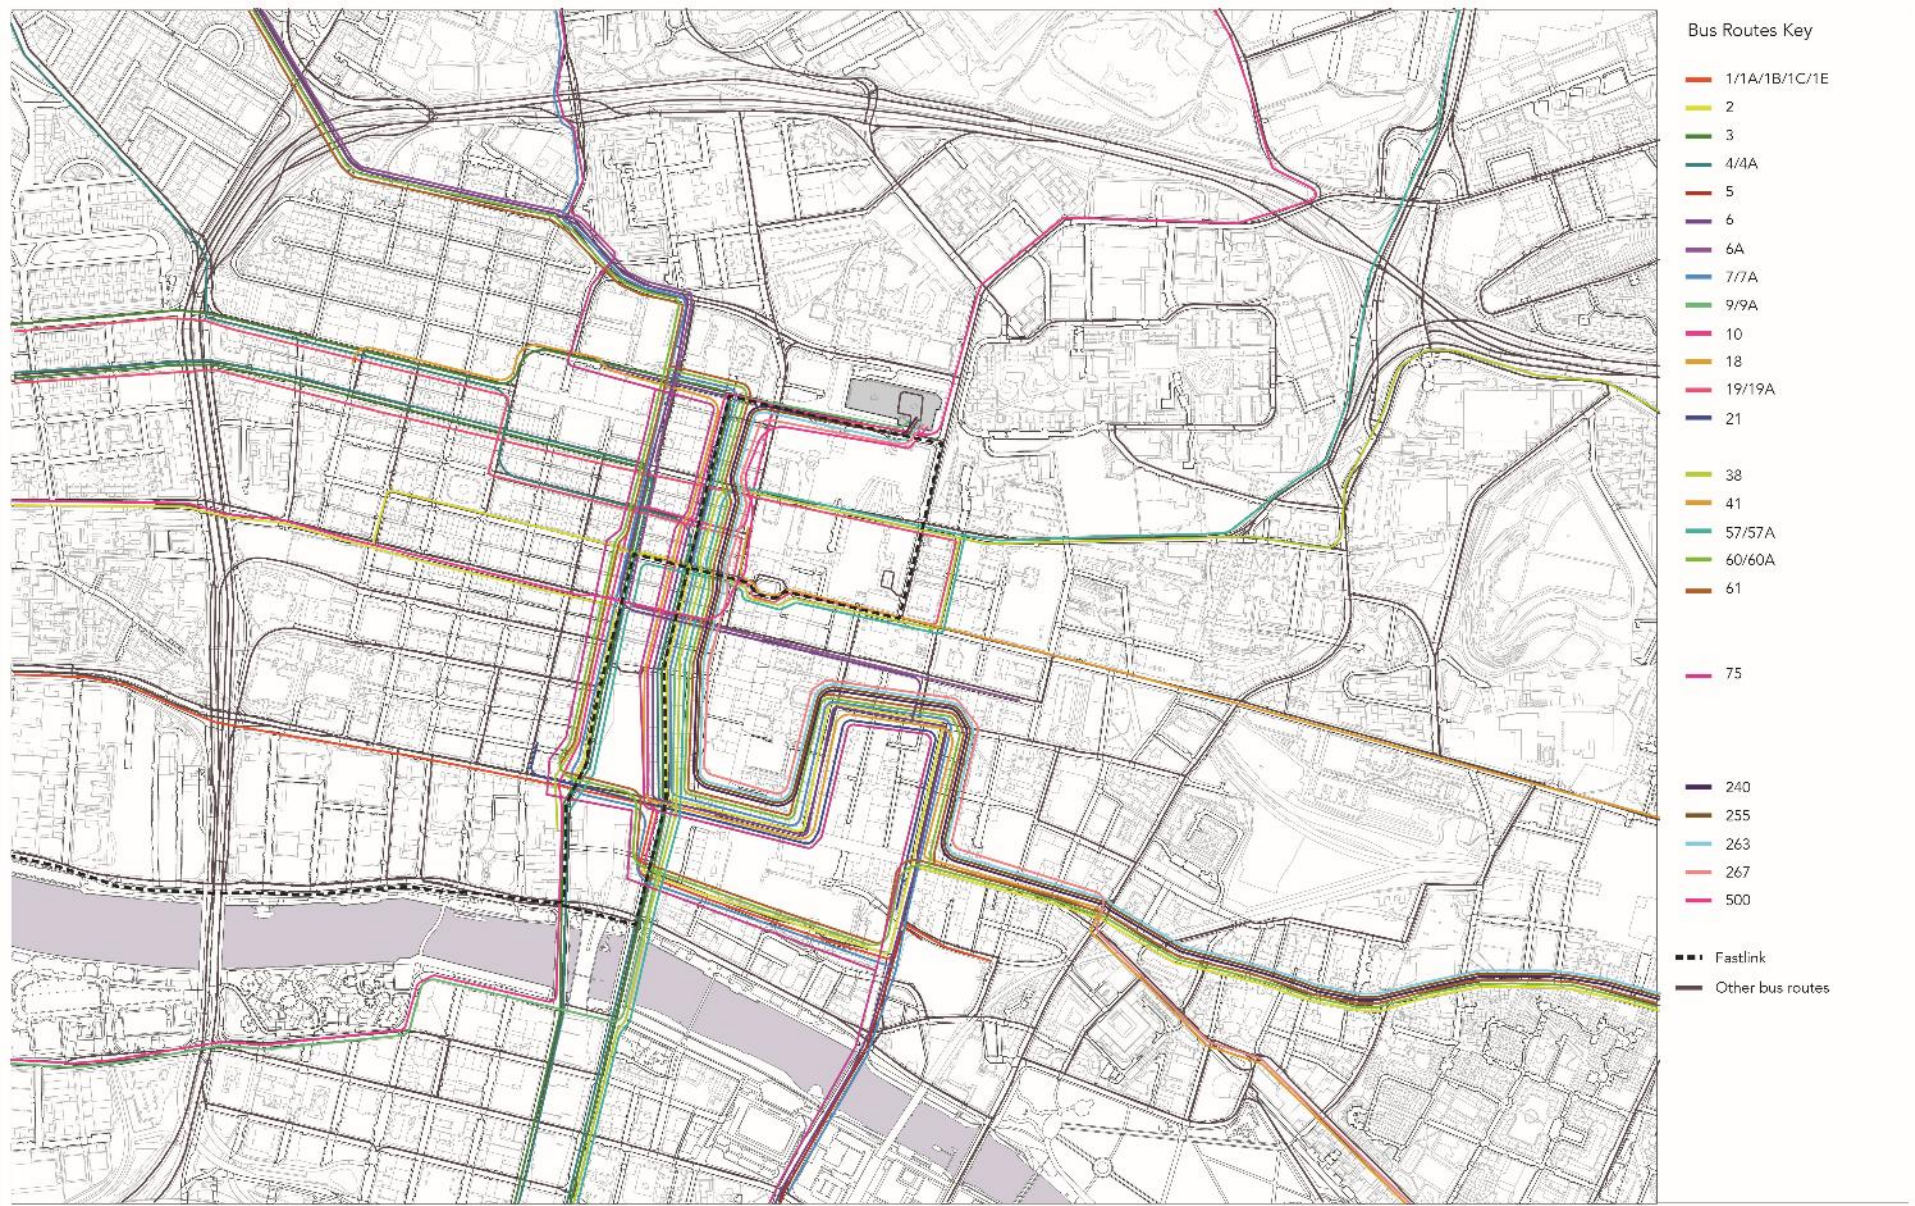 Bus Routes Key
1/1A/1B/1C/1E
2
3
4/4A
5
6
6A
7/7A
9/9A
10
18
19/19A
21
38
41
57/57A
60/60A
61
75
240
255
263
267
500
Fastlink
Other bus routes